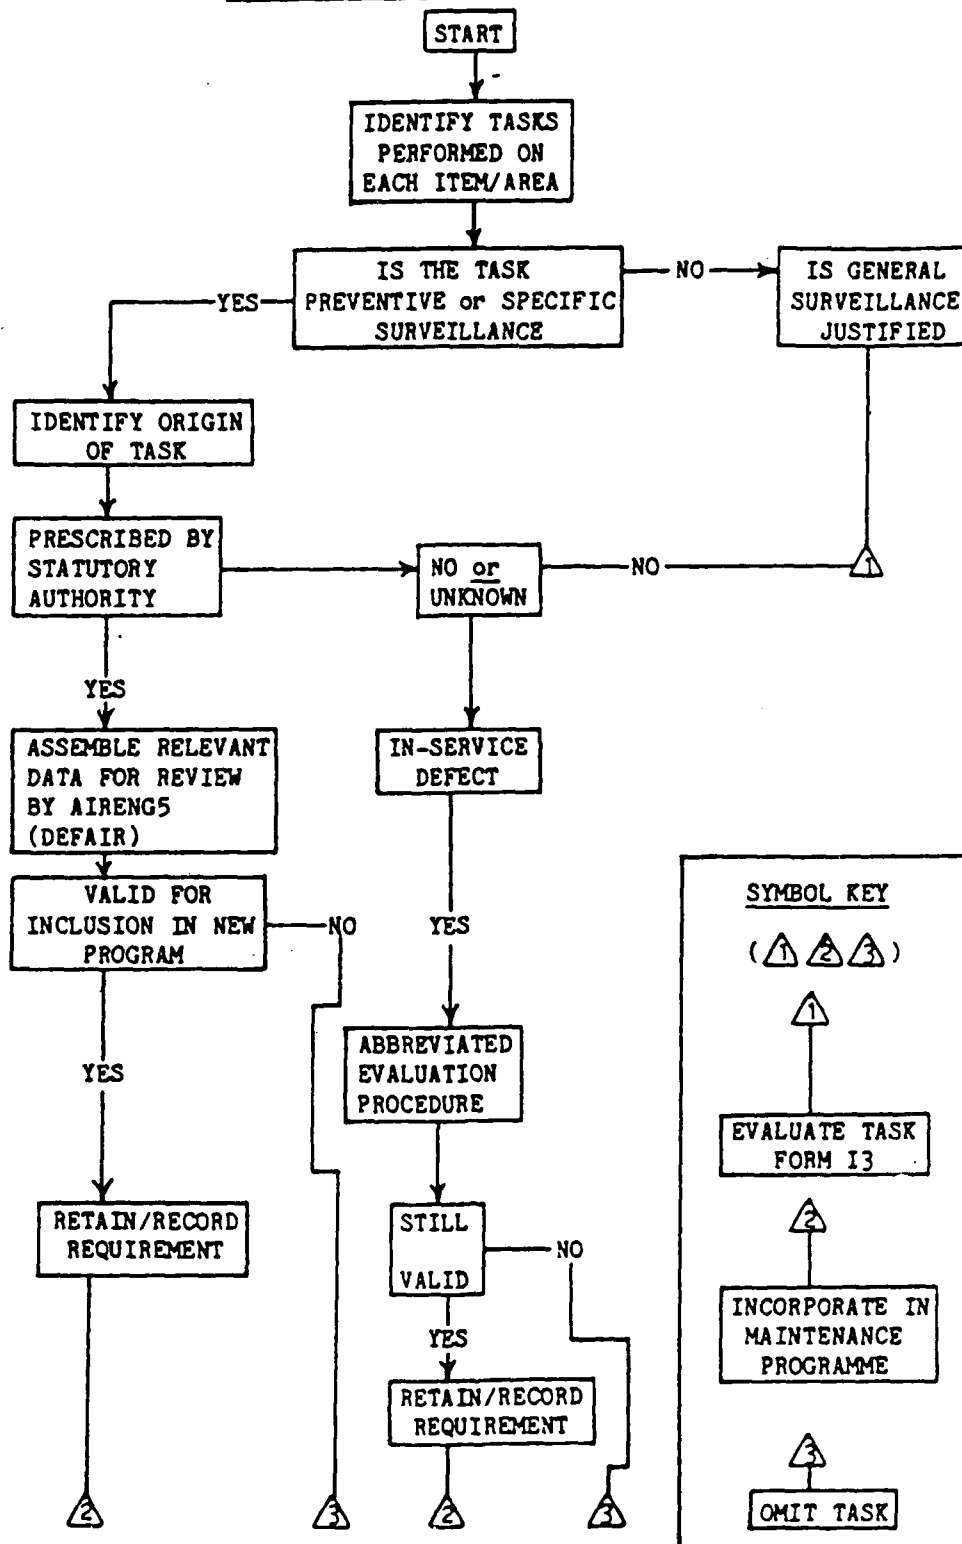 START
IDENTIFY TASKS
PERFORMED ON
EACH ITEM/AREA
IS THE TASK
PREVENTIVE or SPECIFIC
SURVEILLANCE
NO
IS GENERAL
SURVEILLANCE
JUSTIFIED
YES
IDENTIFY ORIGIN
OF TASK
PRESCRIBED BY
STATUTORY
AUTHORITY
NO or
UNKNOWN
NO
1
YES
ASSEMBLE RELEVANT
DATA FOR REVIEW
BY AIRENG5
(DEFAIR)
IN-SERVICE
DEFECT
VALID FOR
INCLUSION IN NEW
PROGRAM
NO
YES
YES
ABBREVIATED
EVALUATION
PROCEDURE
RETAIN/RECORD
REQUIREMENT
STILL
VALID
NO
YES
RETAIN/RECORD
REQUIREMENT
2
3
2
3
SYMBOL KEY
(1 2 3)
1
EVALUATE TASK
FORM I3
2
INCORPORATE IN
MAINTENANCE
PROGRAMME
3
OMIT TASK